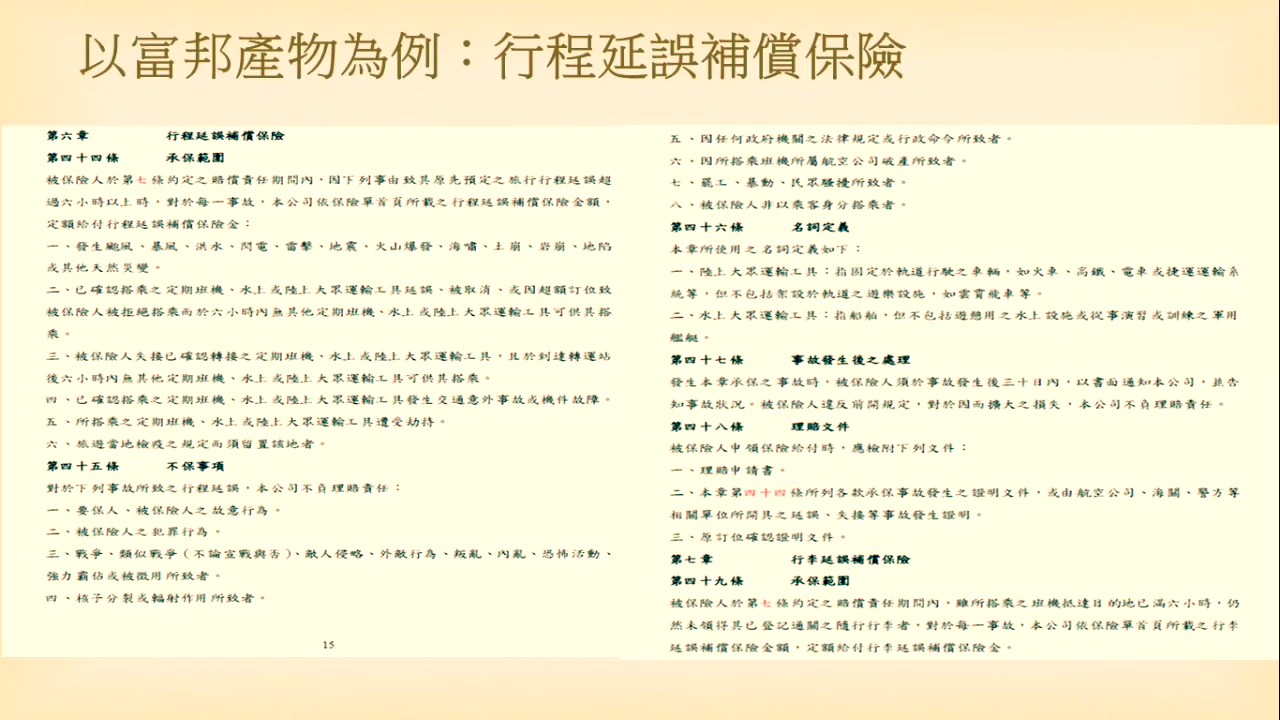 以富邦產物為例：行程延誤補償保險
第六章 行程延誤補償保險
第四十四條 承保範圍
被保險人於第七條約定之賠償責任期間內，因下列事由致其原先預定之旅行行程延誤超
過六小時以上時，對於每一事故，本公司依保險單首頁所載之行程延誤補償保險金額，
定額給付行程延誤補償保險金：
一、發生颱風、暴風、洪水、閃電、雷擊、地震、火山爆發、海嘯、土崩、岩崩、地陷
或其他天然災變。
二、已確認搭乘之定期班機、水上或陸上大眾運輸工具延誤、被取消、或因超額訂位致
被保險人被拒絕搭乘而於六小時內無其他定期班機、水上或陸上大眾運輸工具可供其搭
乘。
三、被保險人失接已確認轉接之定期班機、水上或陸上大眾運輸工具，且於到達轉運站
後六小時內無其他定期班機、水上或陸上大眾運輸工具可供其搭乘。
四、已確認搭乘之定期班機、水上或陸上大眾運輸工具發生交通意外事故或機件故障。
五、所搭乘之定期班機、水上或陸上大眾運輸工具遭受劫持。
六、旅遊當地檢疫之規定而須留置該地者。
第四十五條 不保事項
對於下列事故所致之行程延誤，本公司不負理賠責任：
一、要保人、被保險人之故意行為。
二、被保險人之犯罪行為。
三、戰爭、類似戰爭（不論宣戰與否）、敵人侵略、外敵行為、叛亂、內亂、恐怖活動、
強力霸佔或被徵用所致者。
四、核子分裂或輻射作用所致者。
15
五、因任何政府機關之法律規定或行政命令所致者。
六、因所搭乘班機所屬航空公司破產所致者。
七、罷工、暴動、民眾騷擾所致者。
八、被保險人非以乘客身分搭乘者。
第四十六條 名詞定義
本章所使用之名詞定義如下：
一、陸上大眾運輸工具：指固定於軌道行駛之車輛，如火車、高鐵、電車或捷運運輸系
統等，但不包括架設於軌道之遊樂設施，如雲霄飛車等。
二、水上大眾運輸工具：指船舶，但不包括遊憩用之水上設施或從事演習或訓練之軍用
艦艇。
第四十七條 事故發生後之處理
發生本章承保之事故時，被保險人須於事故發生後三十日內，以書面通知本公司，並告
知事故狀況。被保險人違反前開規定，對於因而擴大之損失，本公司不負理賠責任。
第四十八條 理賠文件
被保險人申領保險給付時，應檢附下列文件：
一、理賠申請書。
二、本章第四十四條所列各款承保事故發生之證明文件，或由航空公司、海關、警方等
相關單位所開具之延誤、失接等事故發生證明。
三、原訂位確認證明文件。
第七章 行李延誤補償保險
第四十九條 承保範圍
被保險人於第七條約定之賠償責任期間內，雖所搭乘之班機抵達目的地已滿六小時，仍
然未領得其已登記通關之隨行行李者，對於每一事故，本公司依保險單首頁所載之行李
延誤補償保險金額，定額給付行李延誤補償保險金。